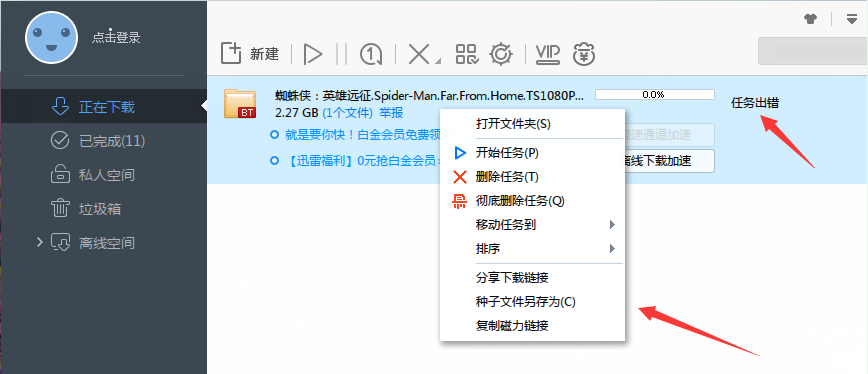 点击登录
新建
VIP
正在下载
已完成(11)
私人空间
垃圾箱
离线空间
蜘蛛侠：英雄远征.Spider-Man.Far.From.Home.TS1080P...
0.0%
任务出错
BT
2.27 GB (1个文件) 举报
就是要你快！白金会员免费领
高速通道加速
【迅雷福利】0元抢白金会员
离线下载加速
打开文件夹(S)
开始任务(P)
删除任务(T)
彻底删除任务(Q)
移动任务到
排序
分享下载链接
种子文件另存为(C)
复制磁力链接